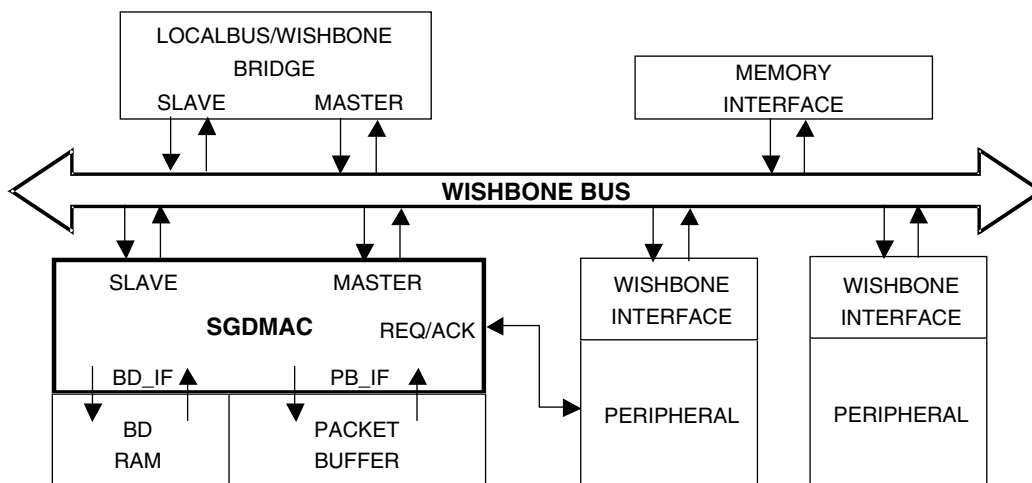 LOCALBUS/WISHBONE
BRIDGE
SLAVE MASTER
MEMORY
INTERFACE
WISHBONE BUS
SLAVE MASTER
SGDMAC
REQ/ACK
BD_IF PB_IF
BD
RAM
PACKET
BUFFER
WISHBONE
INTERFACE
PERIPHERAL
WISHBONE
INTERFACE
PERIPHERAL